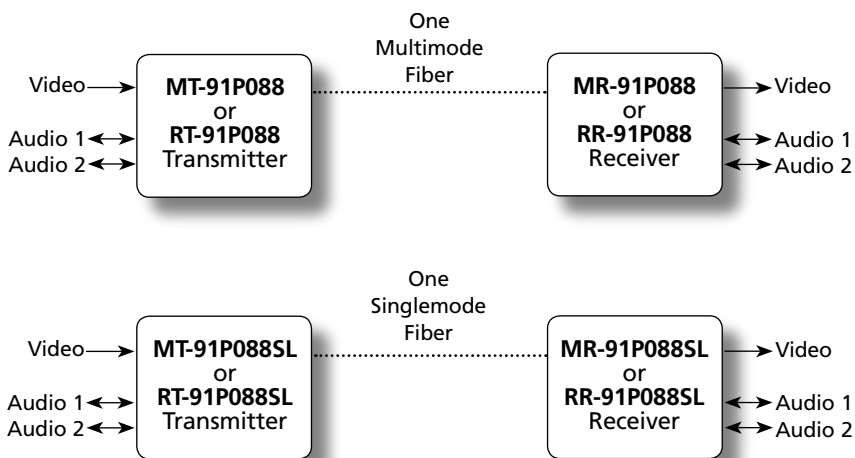 One
Multimode
Fiber
Video
Audio 1
Audio 2
MT-91P088
or
RT-91P088
Transmitter
MR-91P088
or
RR-91P088
Receiver
Video
Audio 1
Audio 2
One
Singlemode
Fiber
Video
Audio 1
Audio 2
MT-91P088SL
or
RT-91P088SL
Transmitter
MR-91P088SL
or
RR-91P088SL
Receiver
Video
Audio 1
Audio 2